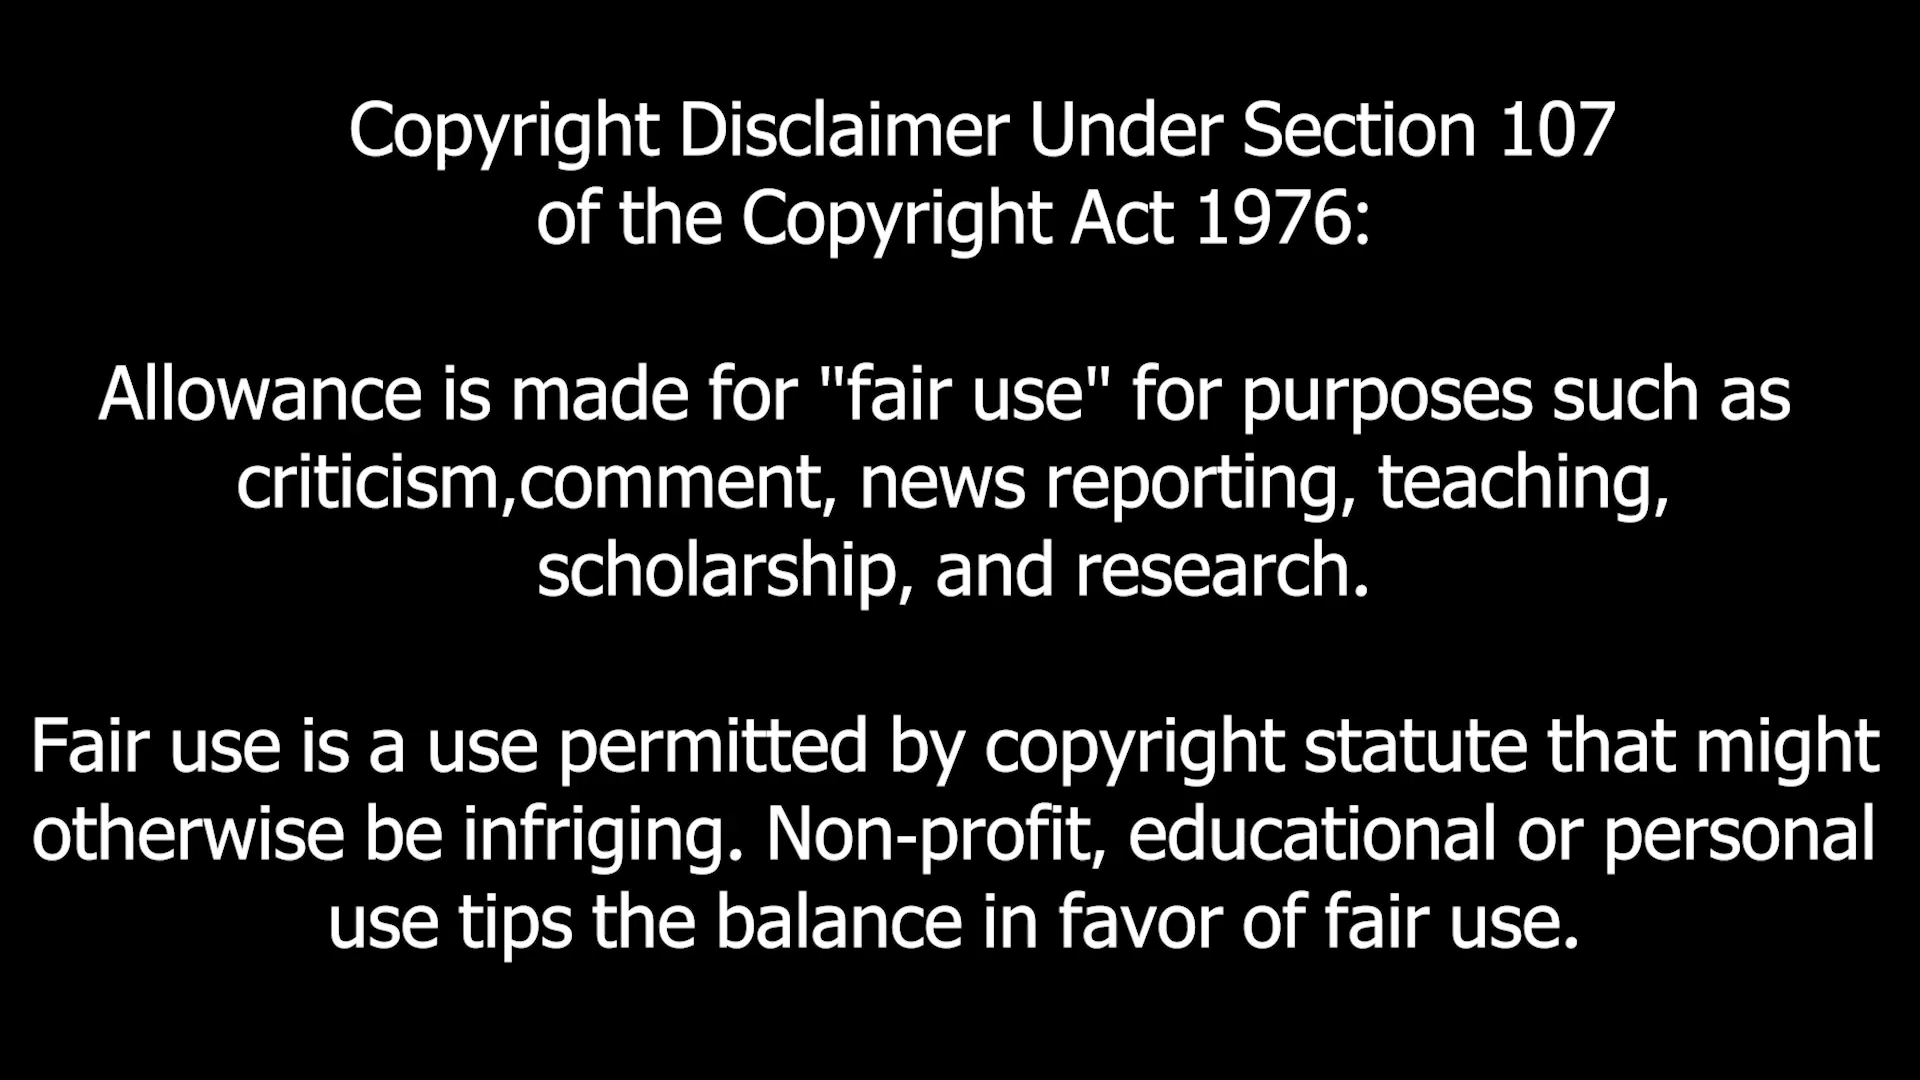 Copyright Disclaimer Under Section 107
of the Copyright Act 1976:
Allowance is made for "fair use" for purposes such as
criticism,comment, news reporting, teaching,
scholarship, and research.
Fair use is a use permitted by copyright statute that might
otherwise be infriging. Non-profit, educational or personal
use tips the balance in favor of fair use.